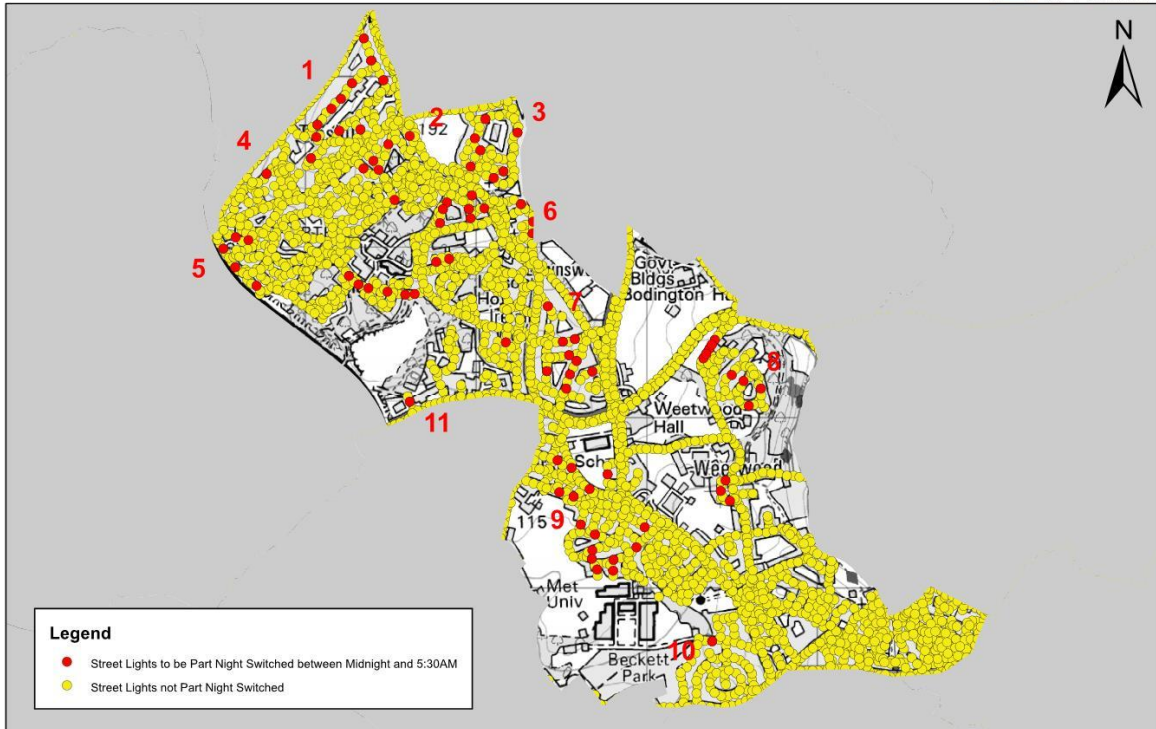 N
1
2
192
3
4
6
5
7
Govt
Bldgs
Bodington H
8
11
Weetwood
Hall
Sch
Weetwood
115
9
Met
Univ
10
Beckett
Park
Legend
Street Lights to be Part Night Switched between Midnight and 5:30AM
Street Lights not Part Night Switched